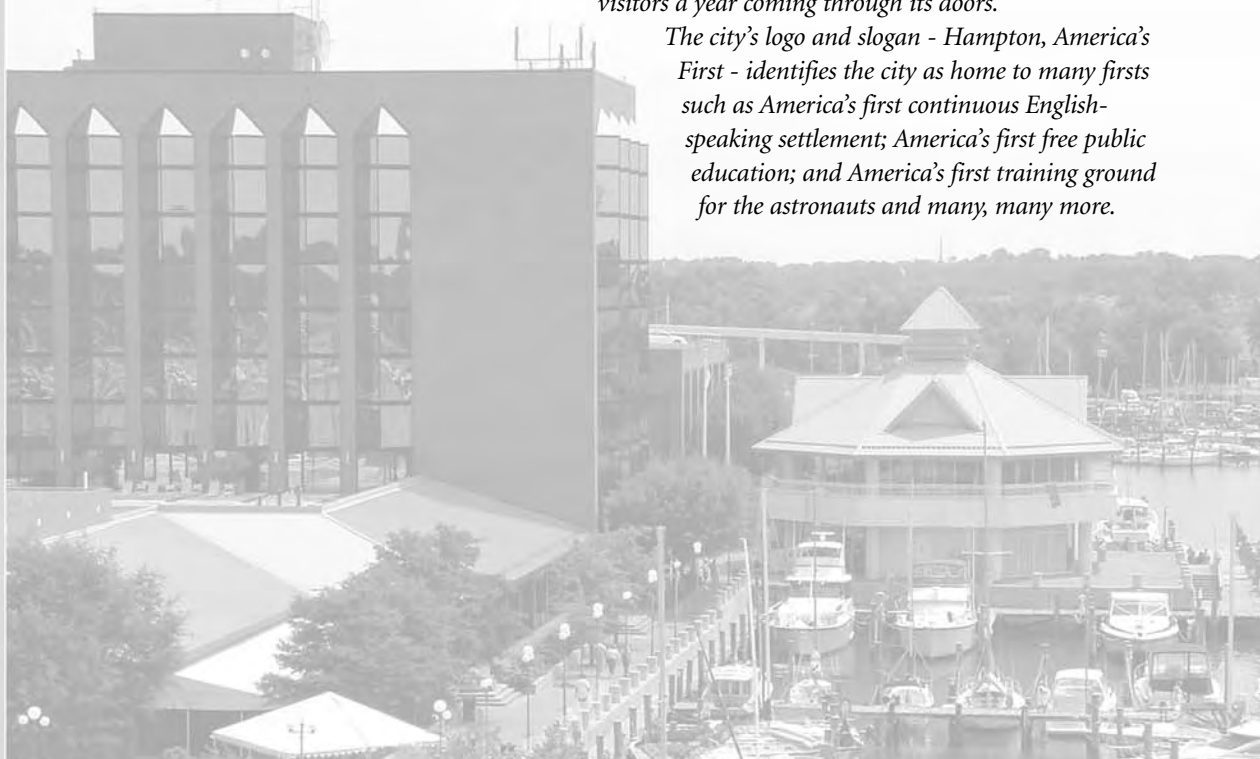 visitors a year coming through its doors.
The city’s logo and slogan - Hampton, America’s
First - identifies the city as home to many firsts
such as America’s first continuous English-
speaking settlement; America’s first free public
education; and America’s first training ground
for the astronauts and many, many more.